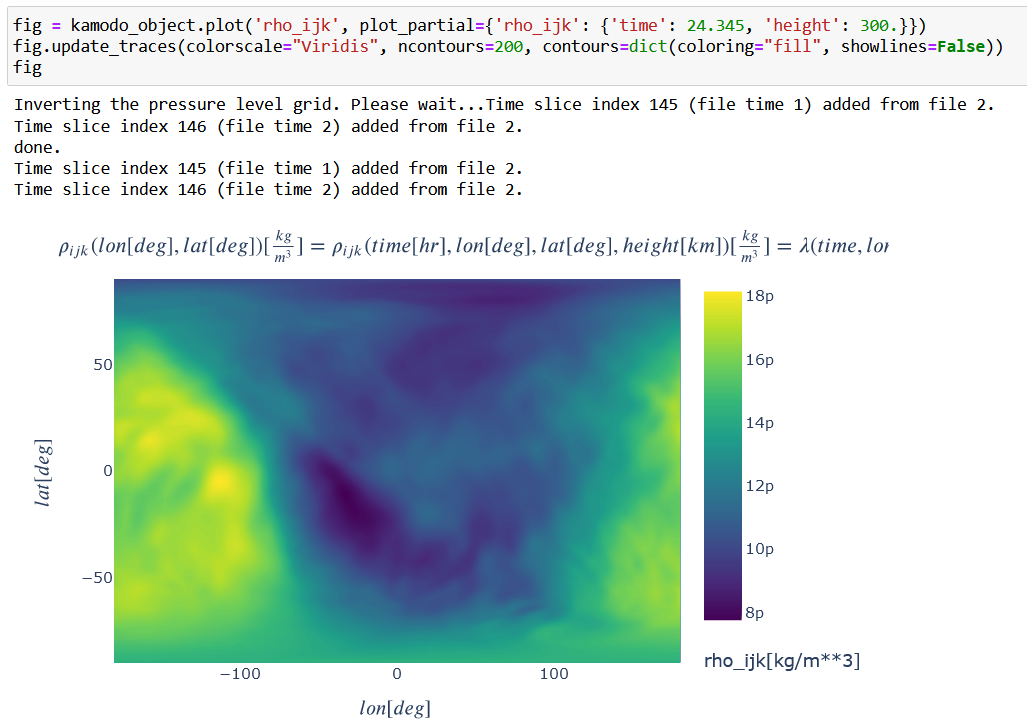 fig = kamodo_object.plot('rho_ijk', plot_partial={'rho_ijk': {'time': 24.345, 'height': 300.}})
fig.update_traces(colorscale="Viridis", ncontours=200, contours=dict(coloring="fill", showlines=False))
fig
Inverting the pressure level grid. Please wait...Time slice index 145 (file time 1) added from file 2.
Time slice index 146 (file time 2) added from file 2.
done.
Time slice index 145 (file time 1) added from file 2.
Time slice index 146 (file time 2) added from file 2.
ρijk(lon[deg],lat[deg])[kg/m³] = ρijk(time[hr],lon[deg],lat[deg],height[km])[kg/m³] = λ(time,lon
18p
16p
14p
12p
10p
8p
rho_ijk[kg/m**3]
50
0
−50
lat[deg]
−100
0
100
lon[deg]